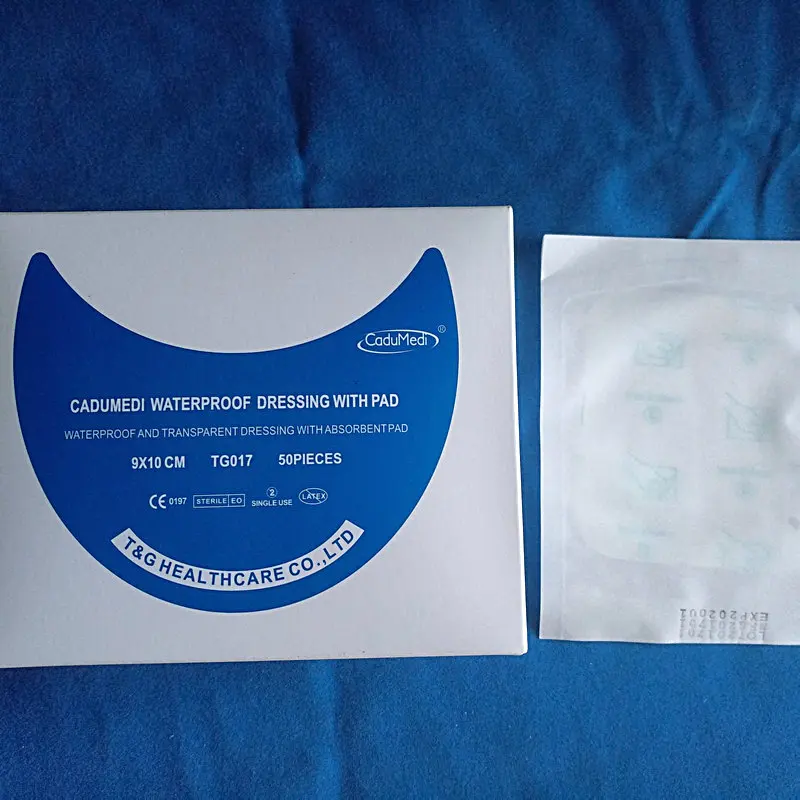 CaduMedi®
CADUMEDI WATERPROOF DRESSING WITH PAD
WATERPROOF AND TRANSPARENT DRESSING WITH ABSORBENT PAD
9X10 CM TG017 50PIECES
CE 0197 STERILE EO 2 SINGLE USE LATEX
T&G HEALTHCARE CO., LTD